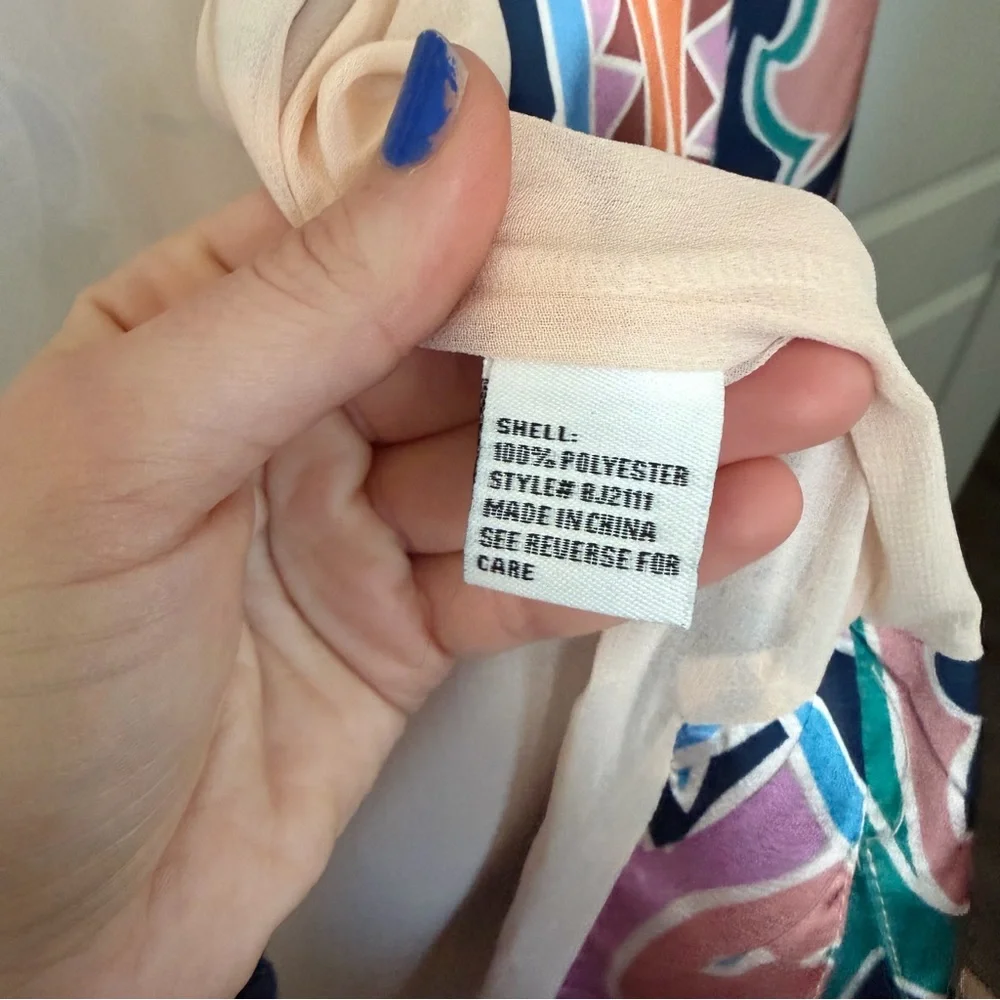 SHELL:
100% POLYESTER
STYLE# BJ2111
MADE IN CHINA
SEE REVERSE FOR
CARE